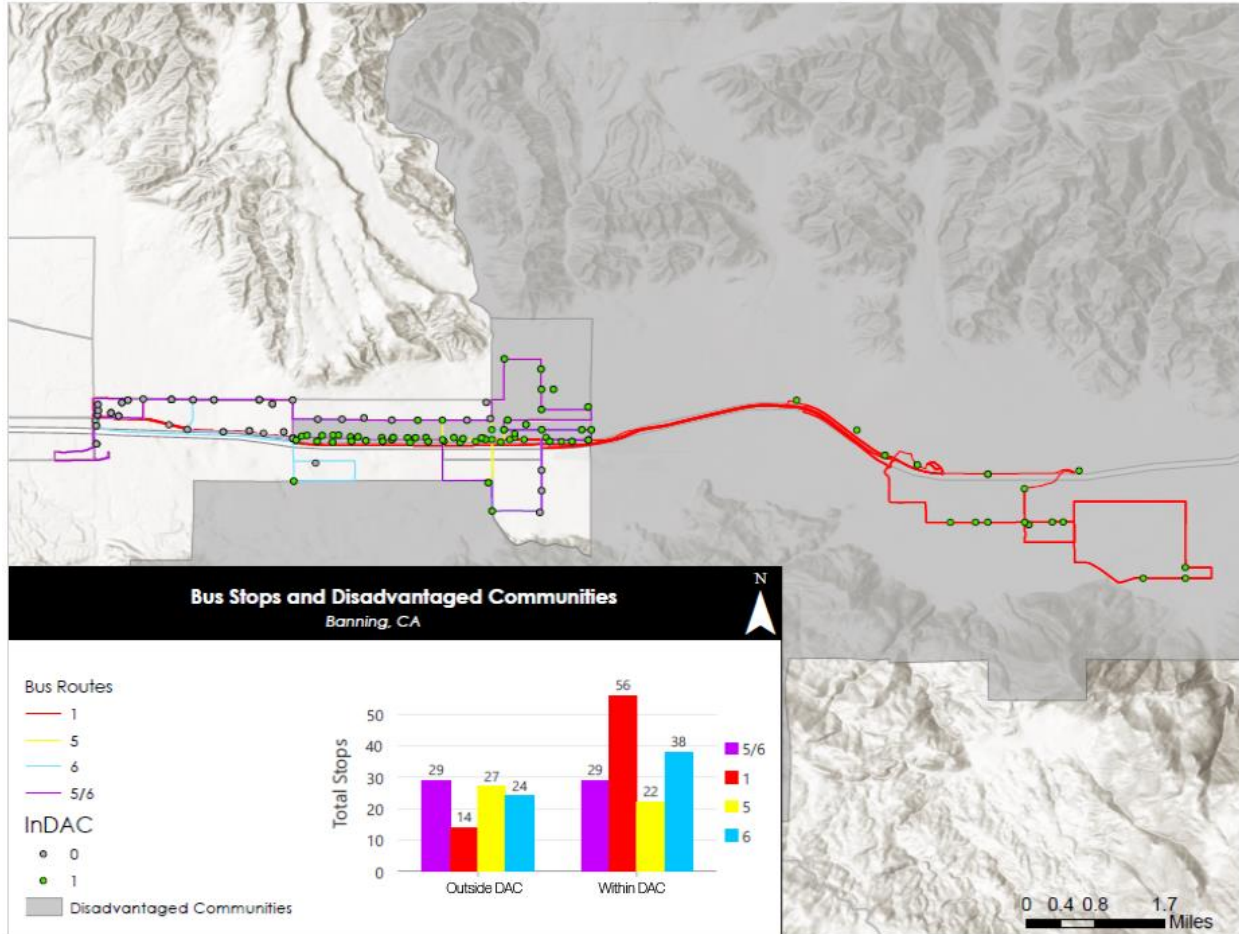 N
Bus Stops and Disadvantaged Communities
Banning, CA
Bus Routes
1
5
6
5/6
InDAC
0
1
Disadvantaged Communities
Total Stops
50
40
30
20
10
0
29
14
27
24
29
56
22
38
Outside DAC
Within DAC
5/6
1
5
6
0 0.4 0.8 1.7
Miles